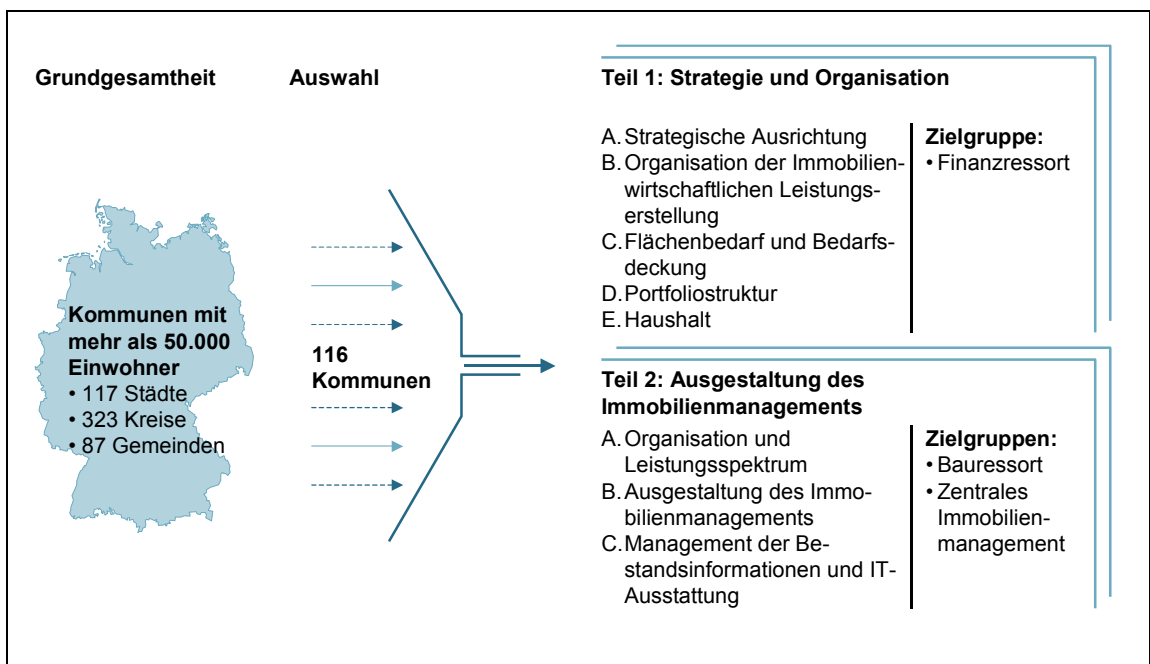 Grundgesamtheit
Auswahl
Kommunen mit
mehr als 50.000
Einwohner
• 117 Städte
• 323 Kreise
• 87 Gemeinden
116
Kommunen
Teil 1: Strategie und Organisation
A. Strategische Ausrichtung
B. Organisation der Immobilien-
wirtschaftlichen Leistungs-
erstellung
C. Flächenbedarf und Bedarfs-
deckung
D. Portfoliostruktur
E. Haushalt
Zielgruppe:
• Finanzressort
Teil 2: Ausgestaltung des
Immobilienmanagements
A. Organisation und
Leistungsspektrum
B. Ausgestaltung des Immo-
bilienmanagements
C. Management der Be-
standsinformationen und IT-
Ausstattung
Zielgruppen:
• Bauressort
• Zentrales
Immobilien-
management